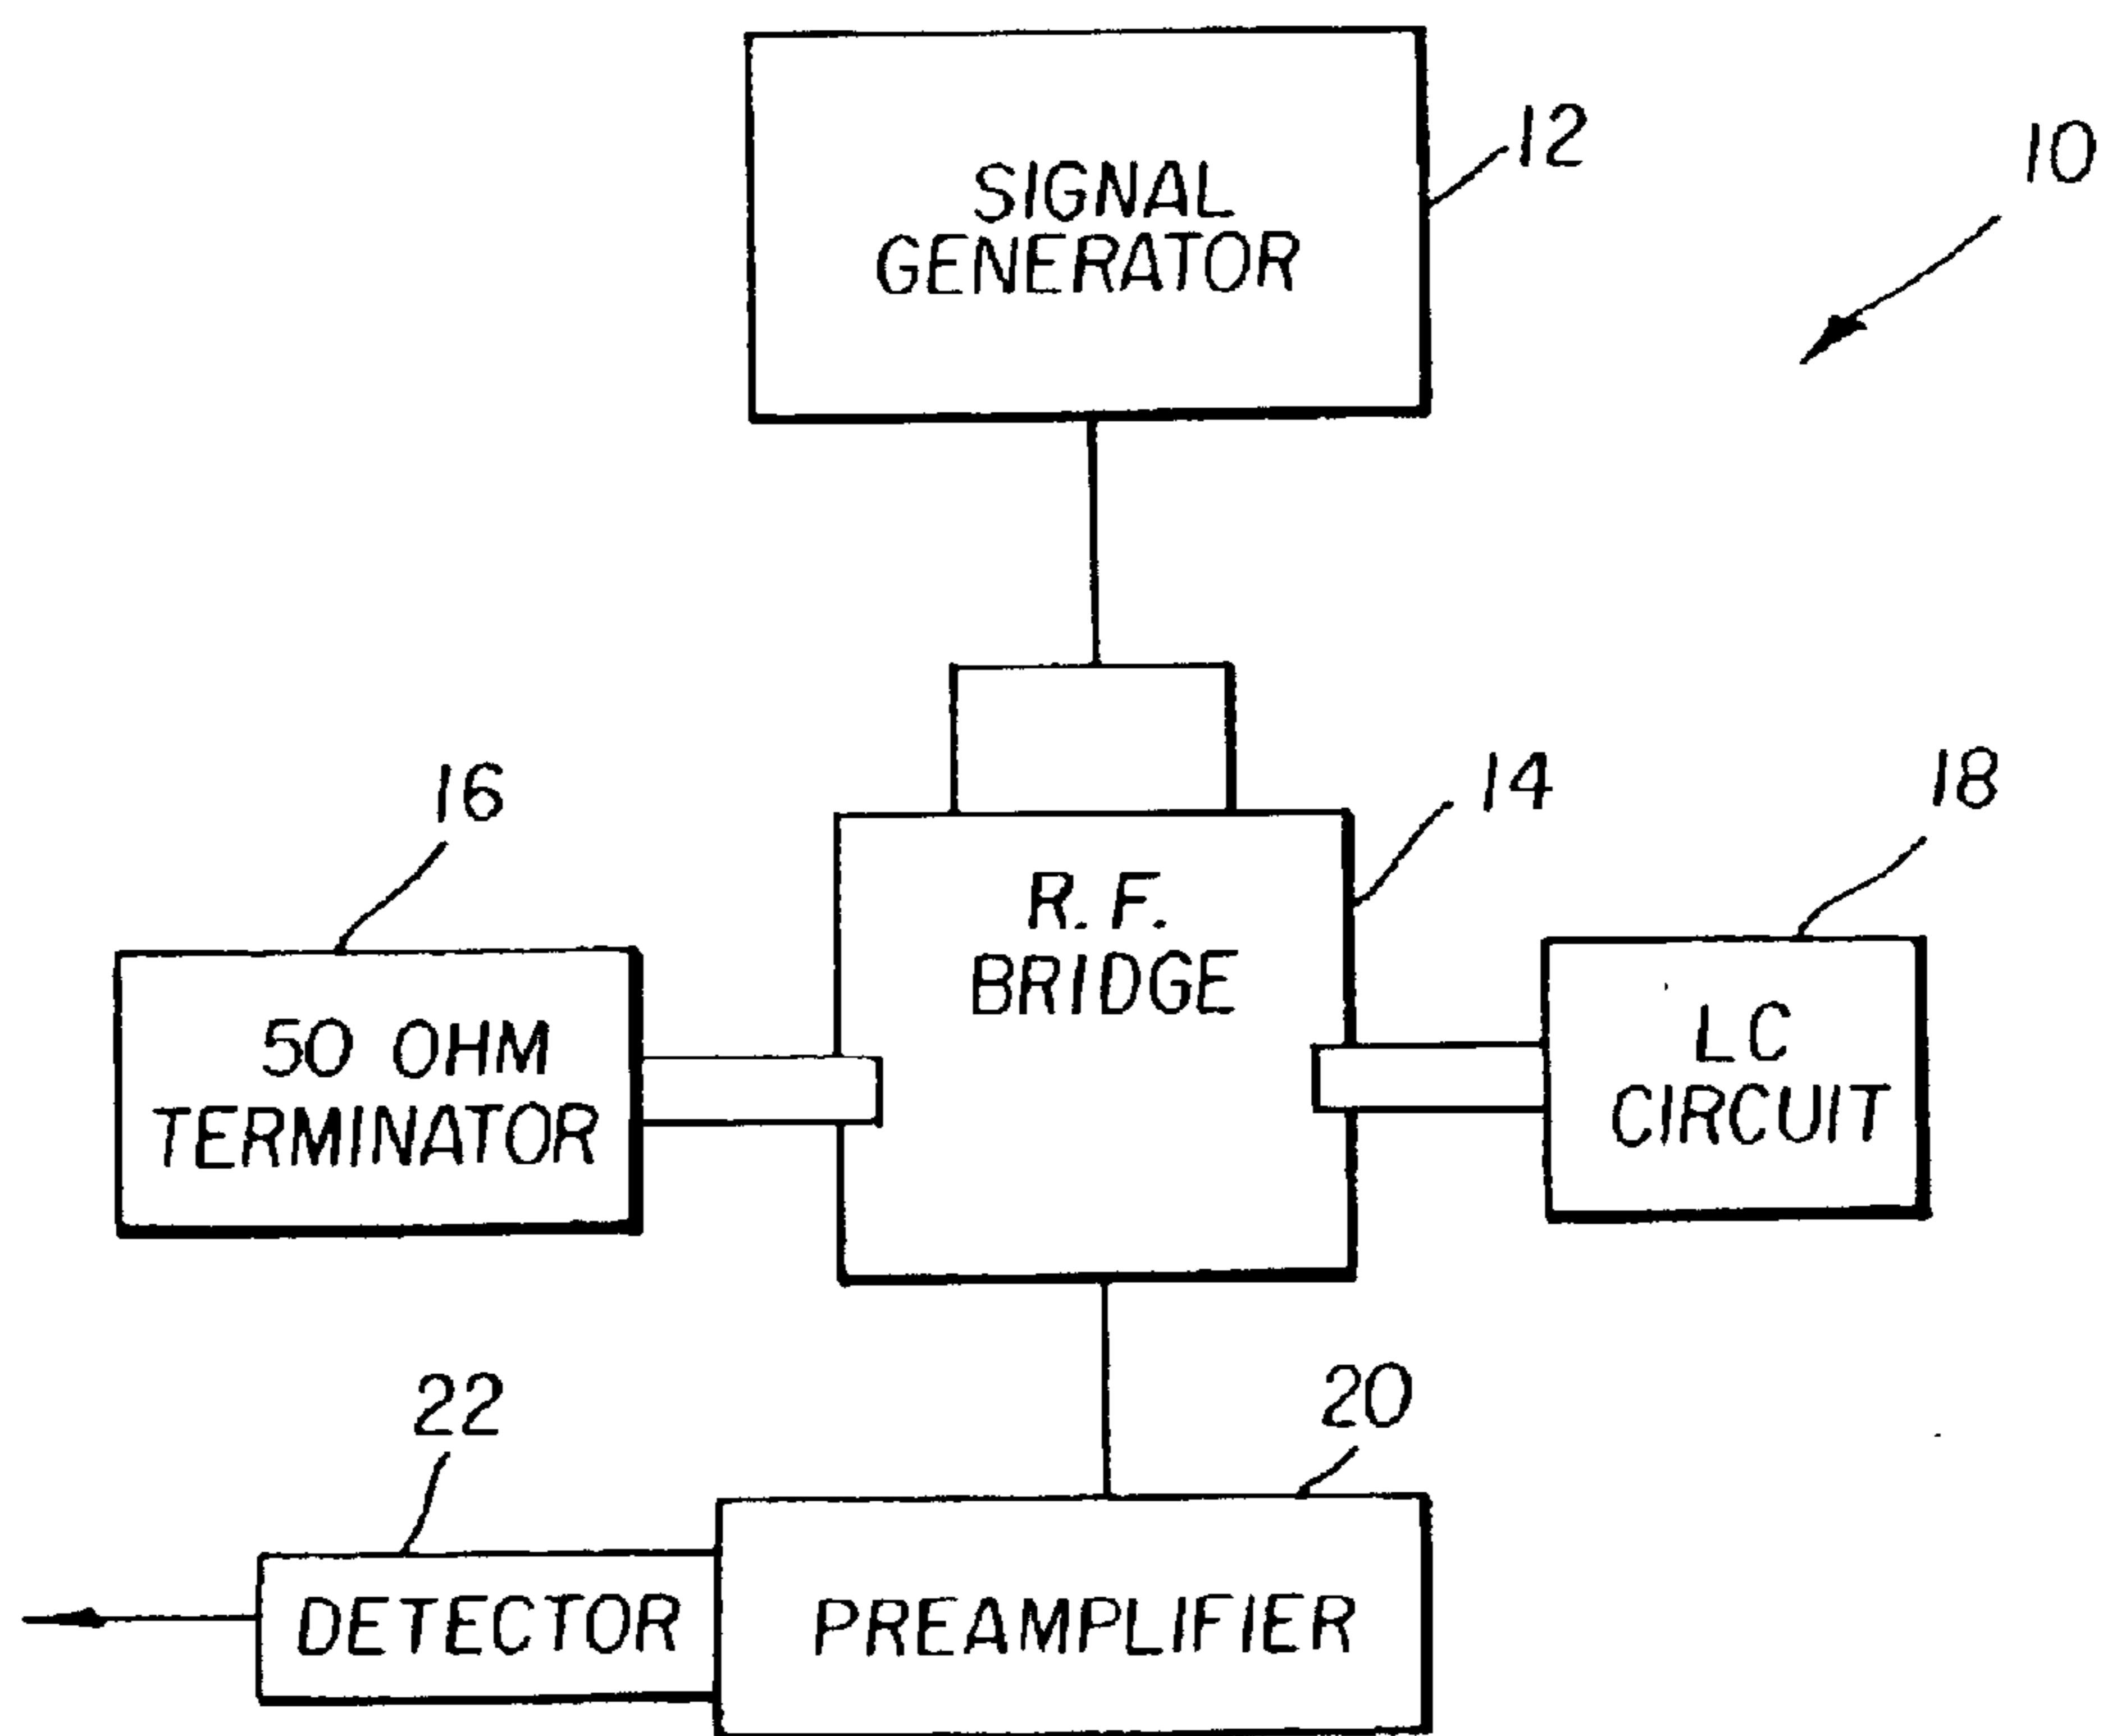 SIGNAL
GENERATOR
12
10
R. F.
BRIDGE
14
16
50 OHM
TERMINATOR
18
LC
CIRCUIT
22
DETECTOR
20
PREAMPLIFIER